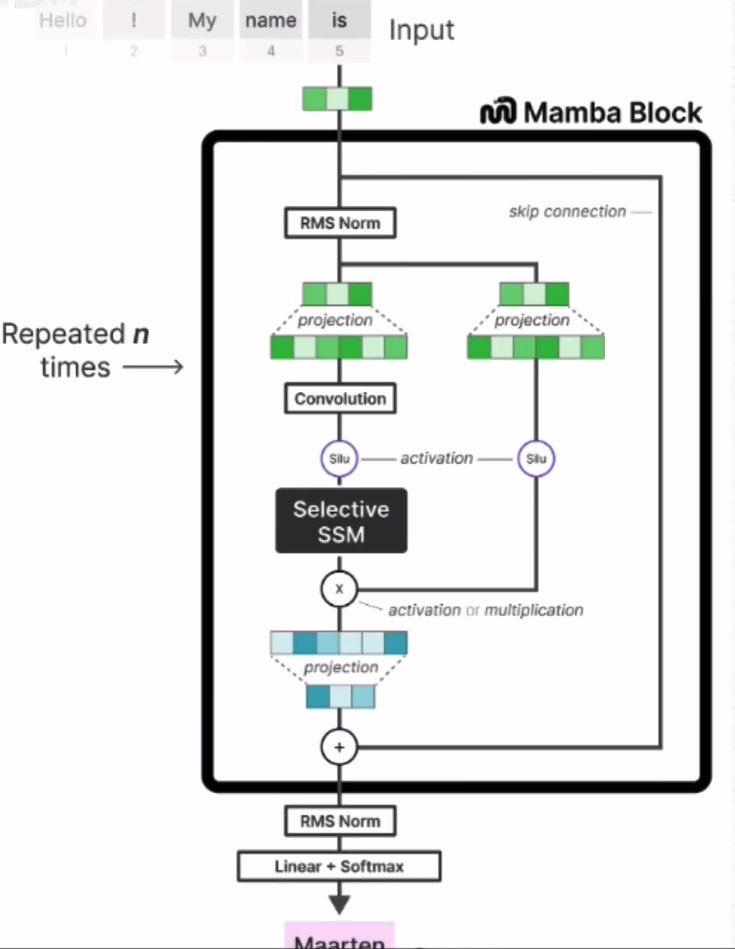 Hello ! My name is
1 2 3 4 5
Input
Mamba Block
skip connection
RMS Norm
projection projection
Repeated n
times
Convolution
Silu activation Silu
Selective
SSM
x
activation or multiplication
projection
+
RMS Norm
Linear + Softmax
Maarten